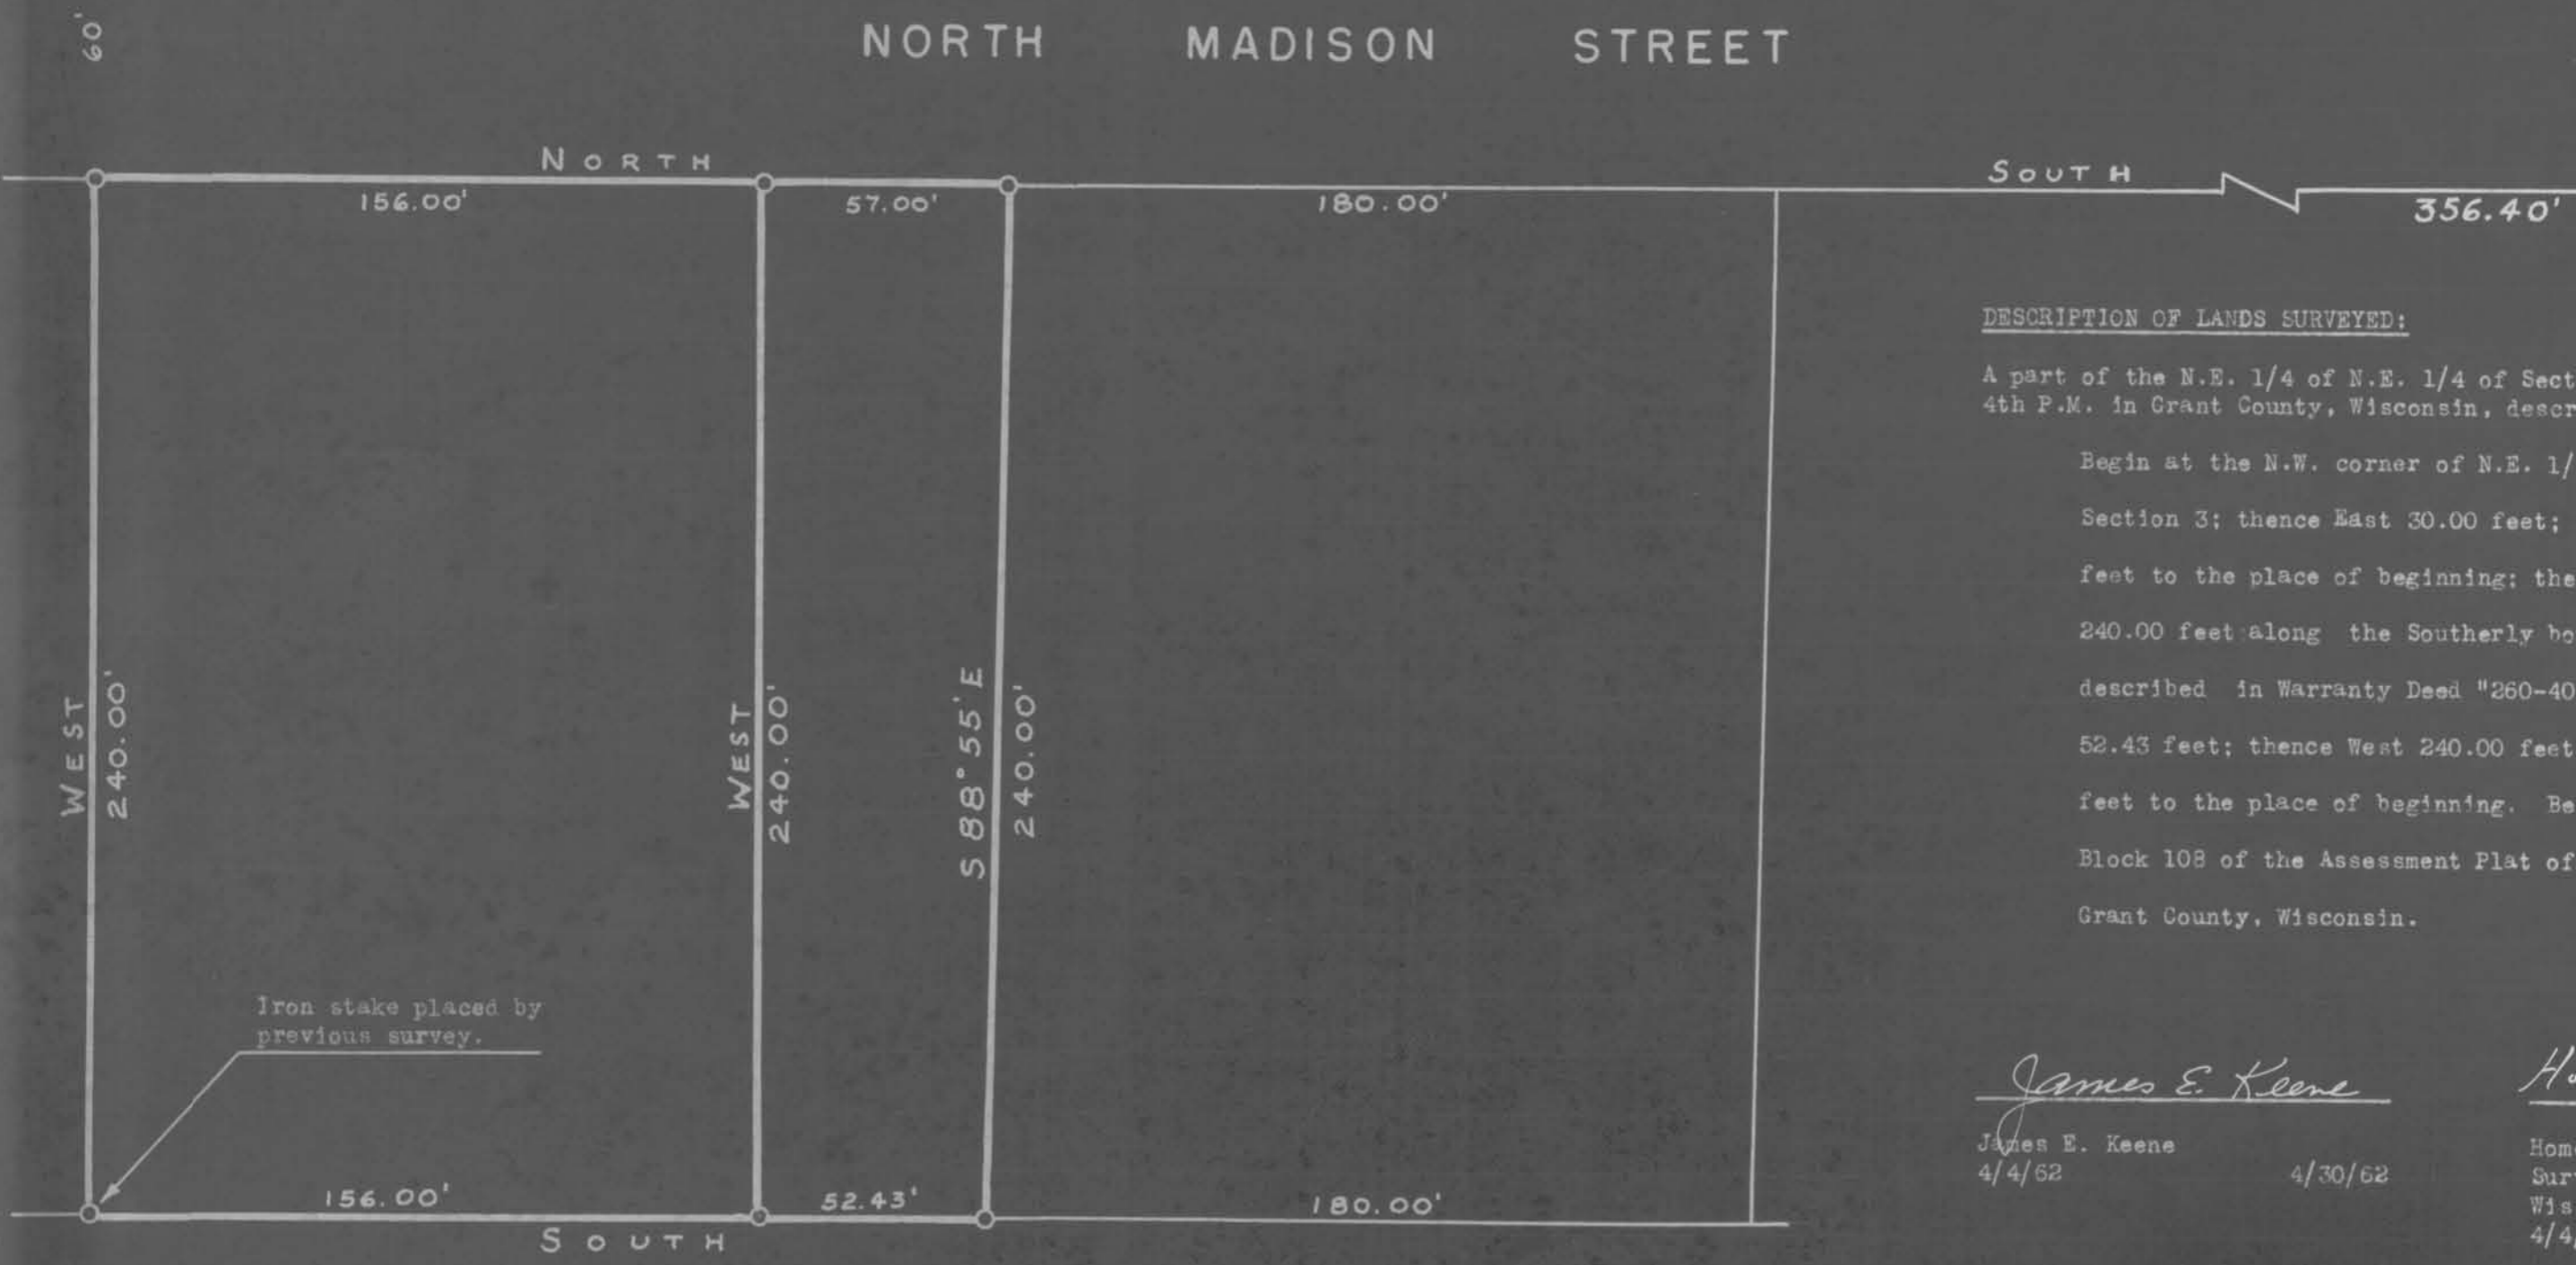 60'
NORTH MADISON STREET
NORTH
SOUTH
156.00'
57.00'
180.00'
356.40'
WEST
240.00'
WEST
240.00'
S 88° 55' E
240.00'
Iron stake placed by
previous survey.
156.00'
52.43'
180.00'
SOUTH
DESCRIPTION OF LANDS SURVEYED:
A part of the N.E. 1/4 of N.E. 1/4 of Sect
4th P.M. in Grant County, Wisconsin, descr
Begin at the N.W. corner of N.E. 1/
Section 3; thence East 30.00 feet;
feet to the place of beginning; the
240.00 feet along the Southerly bo
described in Warranty Deed "260-40
52.43 feet; thence West 240.00 feet
feet to the place of beginning. Be
Block 108 of the Assessment Plat of
Grant County, Wisconsin.
James E. Keene
James E. Keene
4/4/62 4/30/62
Ho
Hom
Sur
Wis
4/4